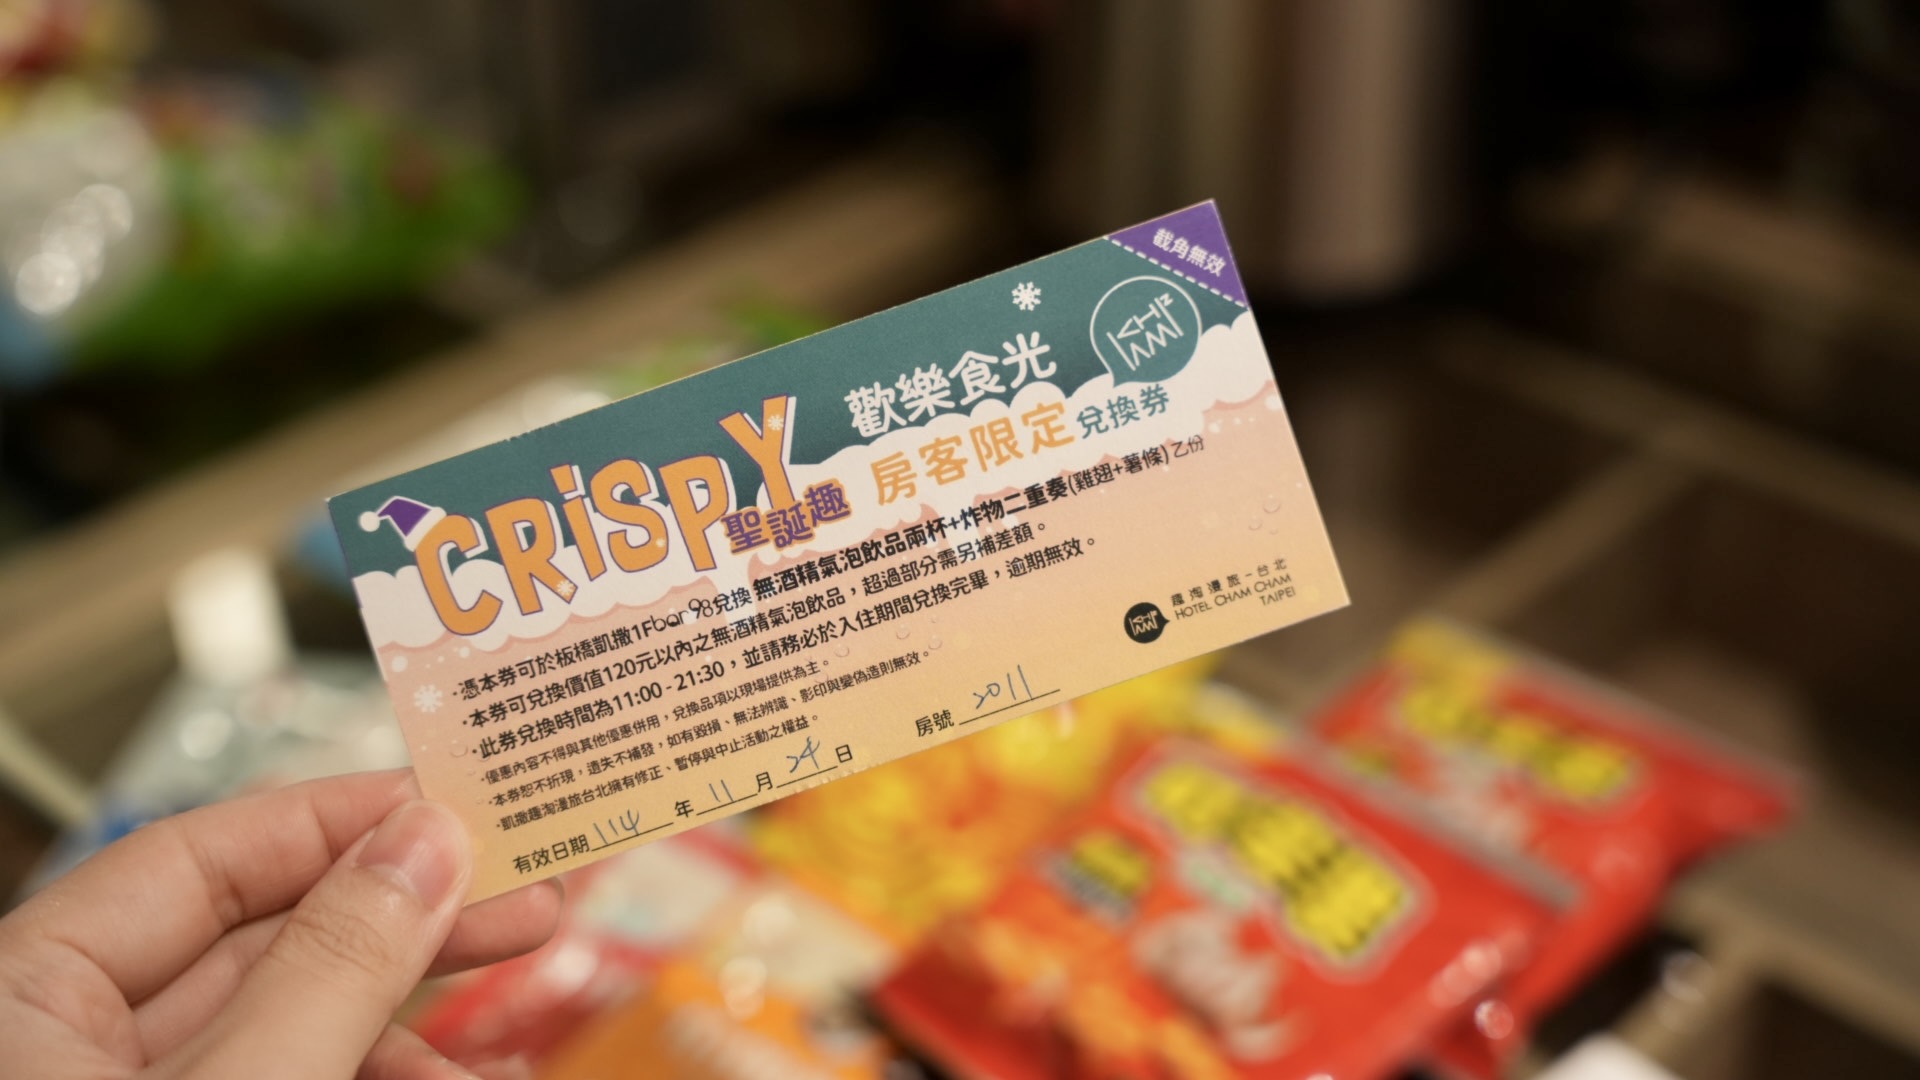 截角無效
CRiSPY
聖誕趣
歡樂食光
房客限定兌換券
·憑本券可於板橋凱撒1Fbar98兌換 無酒精氣泡飲品兩杯+炸物二重奏(雞翅+薯條)乙份
·本券可兌換價值120元以內之無酒精氣泡飲品，超過部分需另補差額。
·此券兌換時間為11:00 - 21:30，並請務必於入住期間兌換完畢，逾期無效。
·優惠內容不得與其他優惠併用，兌換品項以現場提供為主。
·本券恕不折現，遺失不補發，如有毀損、無法辨識、影印與變偽造則無效。
·凱撒趣淘漫旅台北擁有修正、暫停與中止活動之權益。
有效日期 114 年 11 月 24 日
房號 2011
趣淘漫旅-台北
HOTEL CHAM CHAM
TAIPEI